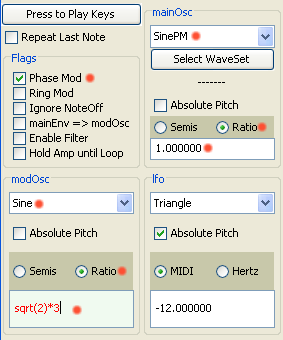 Press to Play Keys
Repeat Last Note
Flags
Phase Mod
Ring Mod
Ignore NoteOff
mainEnv => modOsc
Enable Filter
Hold Amp until Loop
mainOsc
SinePM
Select WaveSet
-------
Absolute Pitch
Semis Ratio
1.000000
modOsc
Sine
Absolute Pitch
Semis Ratio
sqrt(2)*3
lfo
Triangle
Absolute Pitch
MIDI Hertz
-12.000000